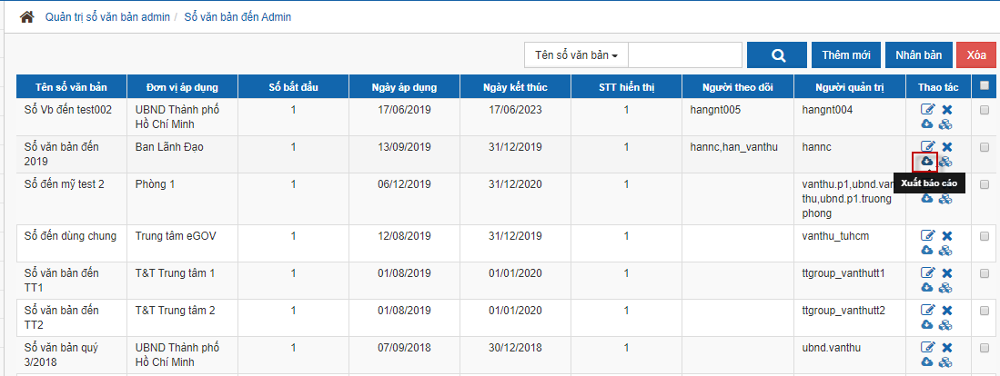 Quản trị sổ văn bản admin / Sổ văn bản đến Admin
Tên sổ văn bản Thêm mới Nhân bản Xóa
Tên sổ văn bản Đơn vị áp dụng Số bắt đầu Ngày áp dụng Ngày kết thúc STT hiển thị Người theo dõi Người quản trị Thao tác
Sổ Vb đến test002 UBND Thành phố 1 17/06/2019 17/06/2023 1 hangnt005 hangnt004
Hồ Chí Minh
Sổ văn bản đến Ban Lãnh Đạo 1 13/09/2019 31/12/2019 1 hannc,han_vanthu hannc
2019
Xuất báo cáo
Sổ đến mỹ test 2 Phòng 1 1 06/12/2019 31/12/2020 1 vanthu.p1,ubnd.van
thu,ubnd.p1.truong
phong
Sổ đến dùng chung Trung tâm eGOV 1 12/08/2019 31/12/2019 1 vanthu_tuhcm
Sổ văn bản đến T&T Trung tâm 1 1 01/08/2019 01/01/2020 1 ttgroup_vanthutt1
TT1
Sổ văn bản đến T&T Trung tâm 2 1 01/08/2019 01/01/2020 1 ttgroup_vanthutt2
TT2
Sổ văn bản quý UBND Thành phố 1 07/09/2018 30/12/2018 1 ubnd.vanthu
3/2018 Hồ Chí Minh